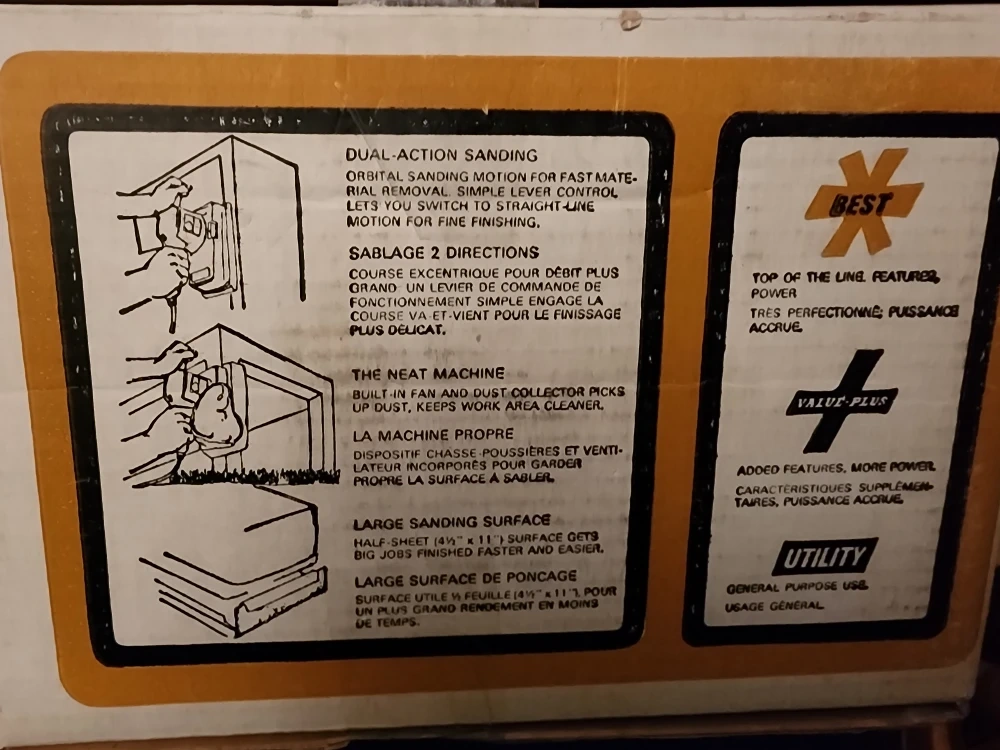 DUAL-ACTION SANDING
ORBITAL SANDING MOTION FOR FAST MATE-
RIAL REMOVAL. SIMPLE LEVER CONTROL
LETS YOU SWITCH TO STRAIGHT-LINE
MOTION FOR FINE FINISHING.
SABLAGE 2 DIRECTIONS
COURSE EXCENTRIQUE POUR DÉBIT PLUS
GRAND UN LEVIER DE COMMANDE DE
FONCTIONNEMENT SIMPLE ENGAGE LA
COURSE VA-ET-VIENT POUR LE FINISSAGE
PLUS DÉLICAT.
THE NEAT MACHINE
BUILT-IN FAN AND DUST COLLECTOR PICKS
UP DUST, KEEPS WORK AREA CLEANER.
LA MACHINE PROPRE
DISPOSITIF CHASSE-POUSSIÈRES ET VENTI-
LATEUR INCORPORÉS POUR GARDER
PROPRE LA SURFACE À SABLER.
LARGE SANDING SURFACE
HALF-SHEET (4½" x 11") SURFACE GETS
BIG JOBS FINISHED FASTER AND EASIER.
LARGE SURFACE DE PONCAGE
SURFACE UTILE ½ FEUILLE (4½" x 11"), POUR
UN PLUS GRAND RENDEMENT EN MOINS
DE TEMPS.
BEST
TOP OF THE LINE. FEATURES,
POWER
TRÈS PERFECTIONNÉ; PUISSANCE
ACCRUE.
VALUE-PLUS
ADDED FEATURES, MORE POWER.
CARACTÉRISTIQUES SUPPLÉMEN-
TAIRES, PUISSANCE ACCRUE.
UTILITY
GENERAL PURPOSE USE.
USAGE GÉNÉRAL